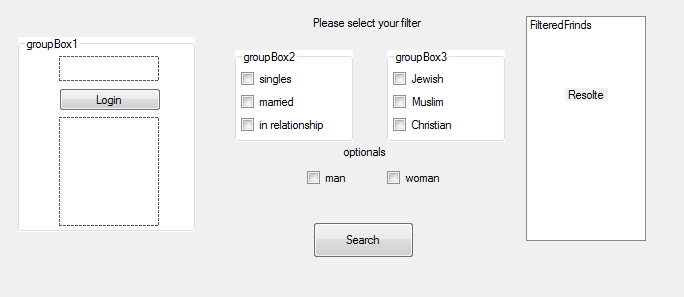 Please select your filter
groupBox1
Login
groupBox2
singles
married
in relationship
groupBox3
Jewish
Muslim
Christian
optionals
man
woman
Search
FilteredFrinds
Resolte